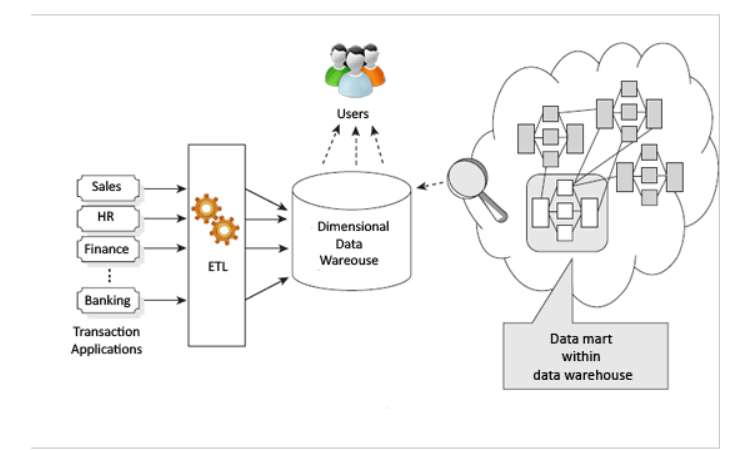 Users
Sales
HR
Finance
Banking
Transaction
Applications
ETL
Dimensional
Data
Wareouse
Data mart
within
data warehouse